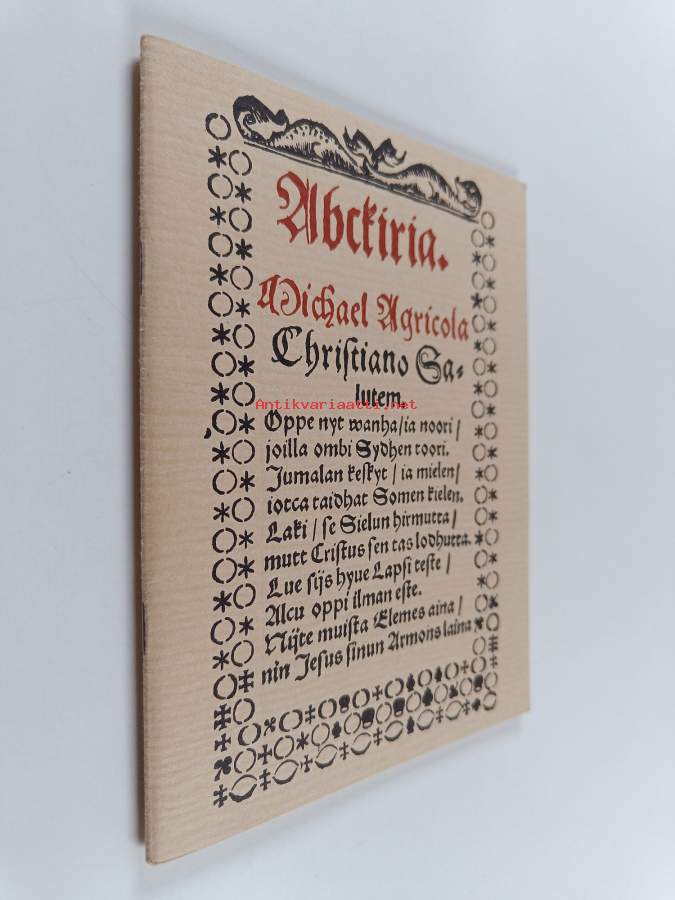 Abckiria.
Michael Agricola
Christiano Sa-
lutem.
Antikvariaatti.net
Oppe nyt wanha/ia noori/
joilla ombi Sydhen toori.
Jumalan keskyt/ia mielen/
iotca taidhat Somen kielen.
Laki/se Sielun hirmutta/
mutt Cristus sen tas lodhutta.
Lue sijs hyue Lapsi teste/
Alcu oppi ilman este.
Nijte muista Elemes aina/
nin Jesus sinun Armons laina